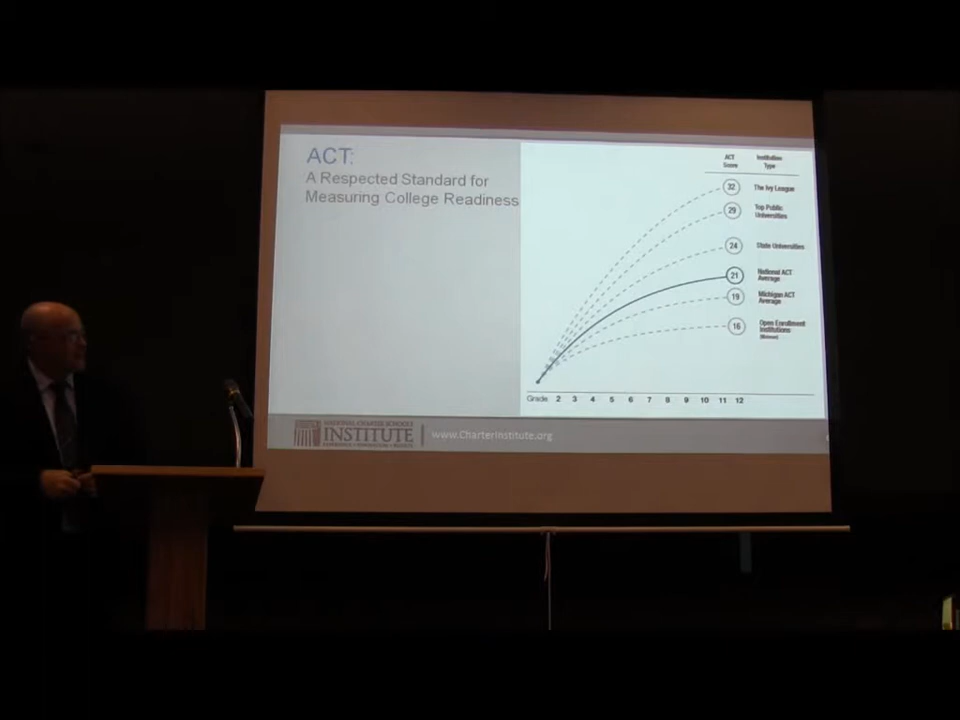 ACT:
A Respected Standard for
Measuring College Readiness
ACT
Score
Institution
Type
32
The Ivy League
29
Top Public
Universities
24
State Universities
21
National ACT
Average
19
Michigan ACT
Average
16
Open Enrollment
Institutions
Grade 2 3 4 5 6 7 8 9 10 11 12
NATIONAL CHARTER SCHOOLS
INSTITUTE
www.CharterInstitute.org